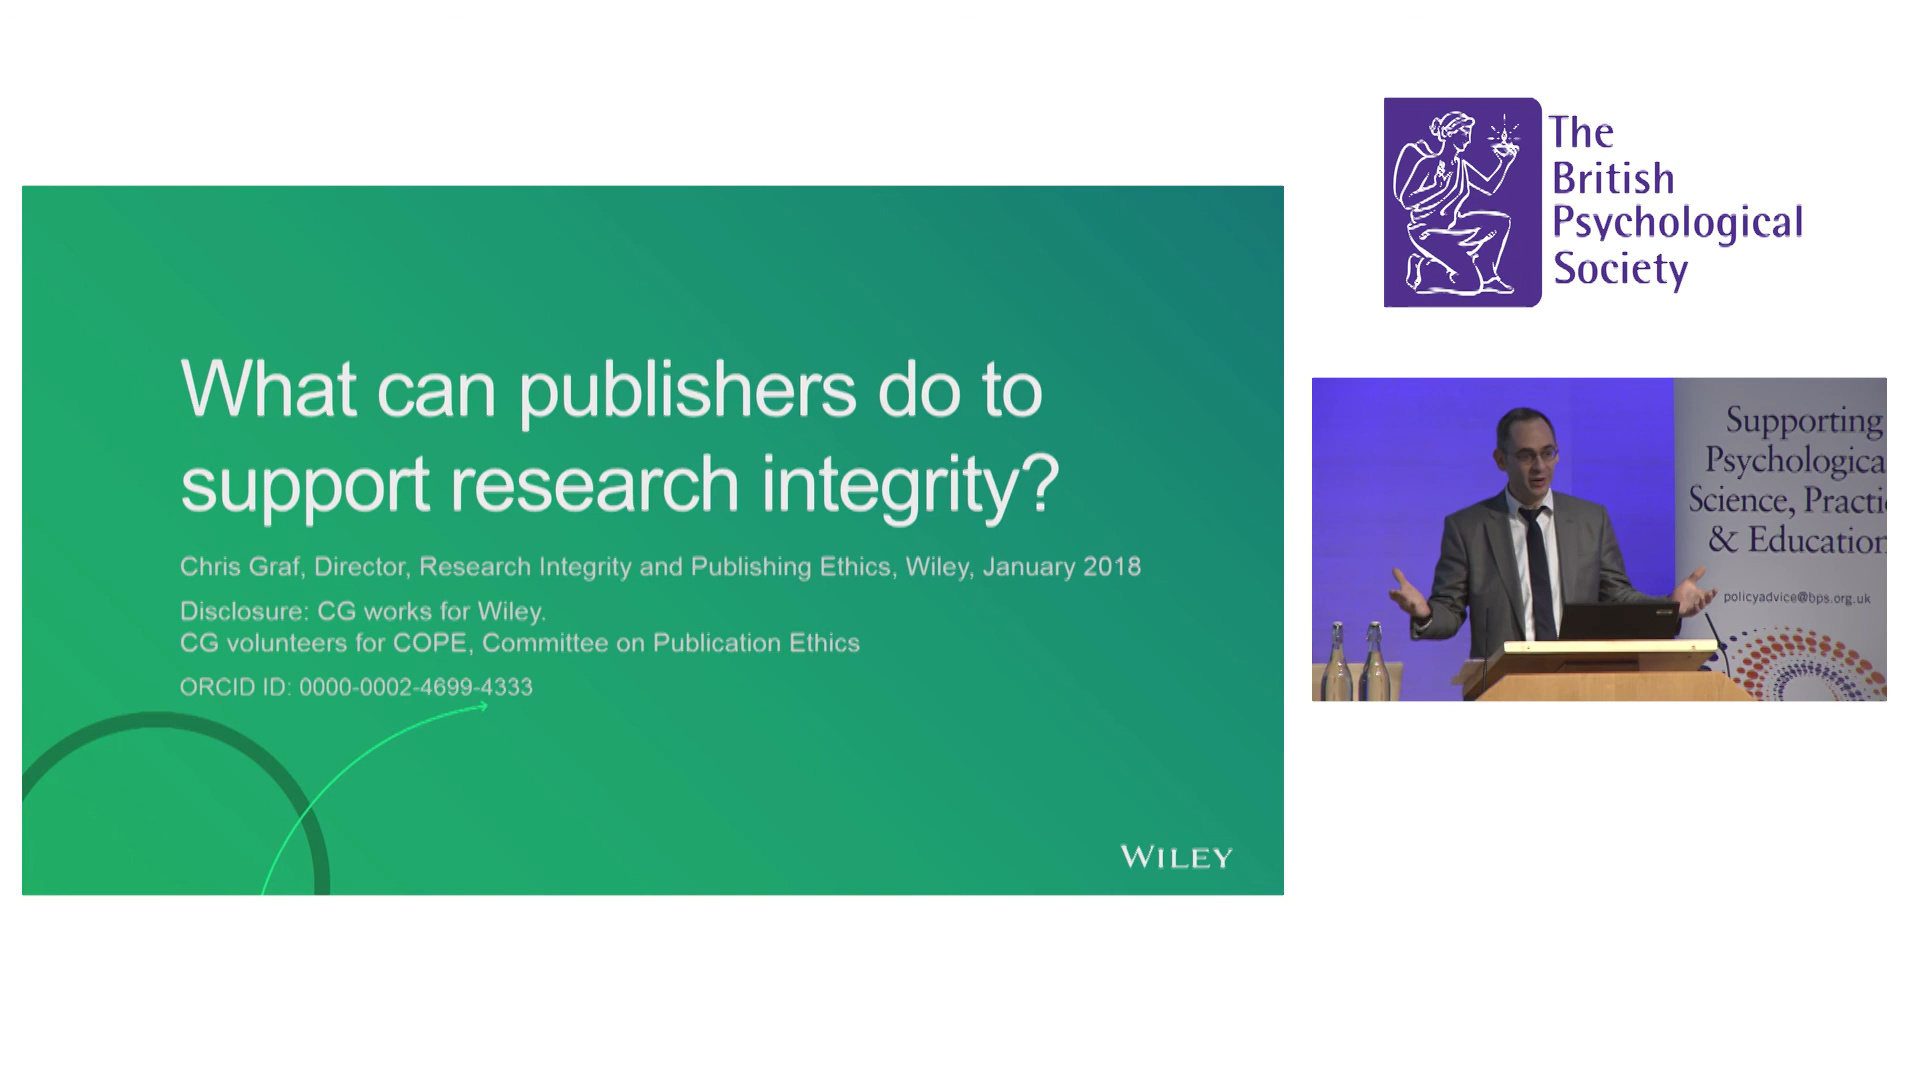 What can publishers do to
support research integrity?
Chris Graf, Director, Research Integrity and Publishing Ethics, Wiley, January 2018
Disclosure: CG works for Wiley.
CG volunteers for COPE, Committee on Publication Ethics
ORCID ID: 0000-0002-4699-4333
WILEY
The
British
Psychological
Society
Supporting
Psychologica
Science, Practi
& Education
policyadvice@bps.org.uk